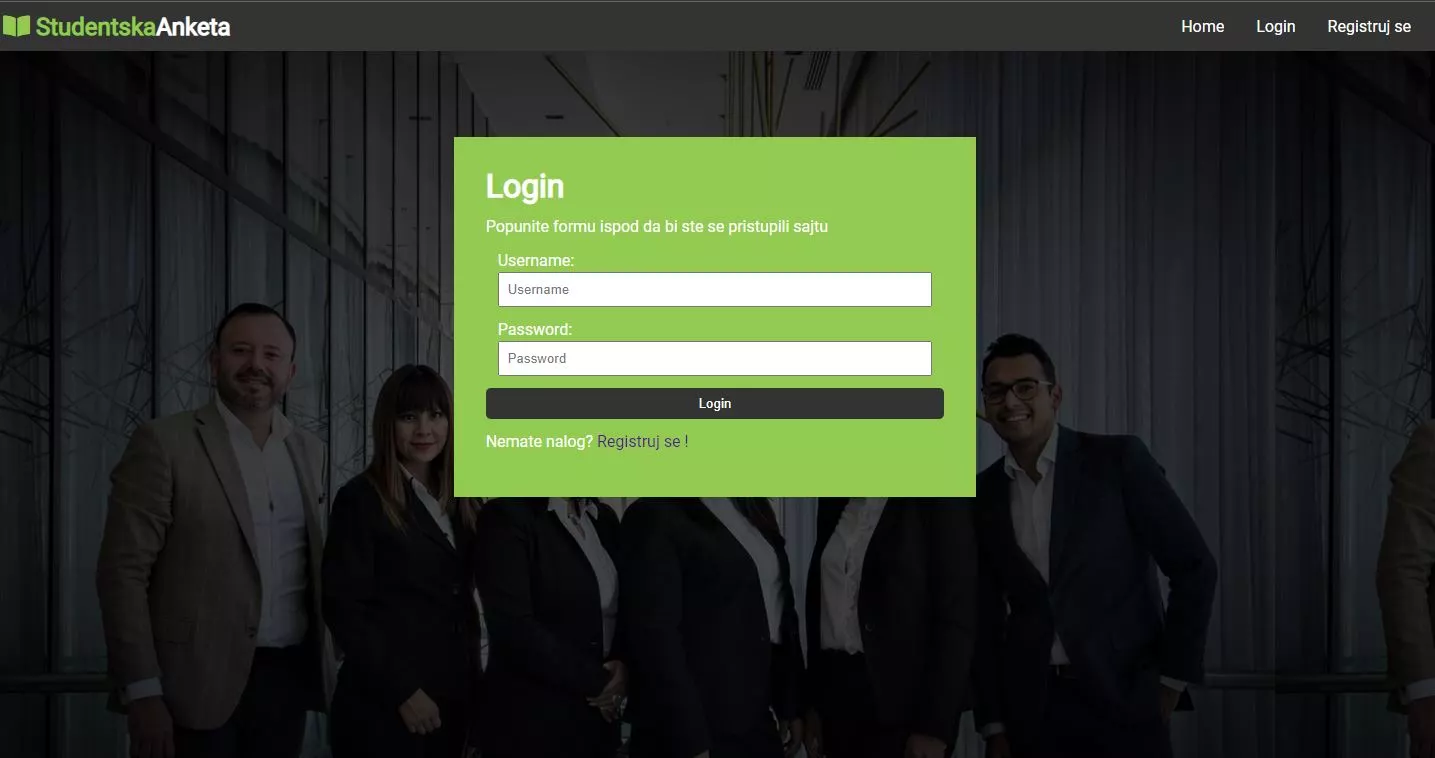 StudentskaAnketa
Home
Login
Registruj se
Login
Popunite formu ispod da bi ste se pristupili sajtu
Username:
Username
Password:
Password
Login
Nemate nalog? Registruj se !